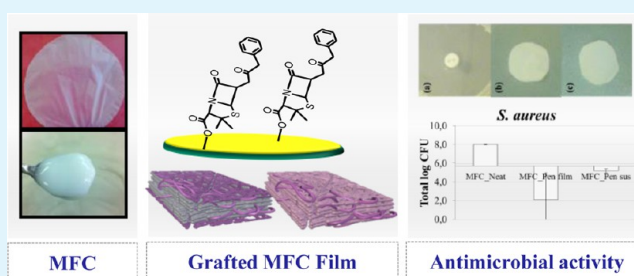 O
O
N
S
O
O
O
O
N
S
O
O
(a)
(b)
(c)
S. aureus
Total log CFU
10,0
8,0
6,0
4,0
2,0
0,0
MFC_Neat
MFC_Pen film
MFC_Pen sus
MFC
Grafted MFC Film
Antimicrobial activity